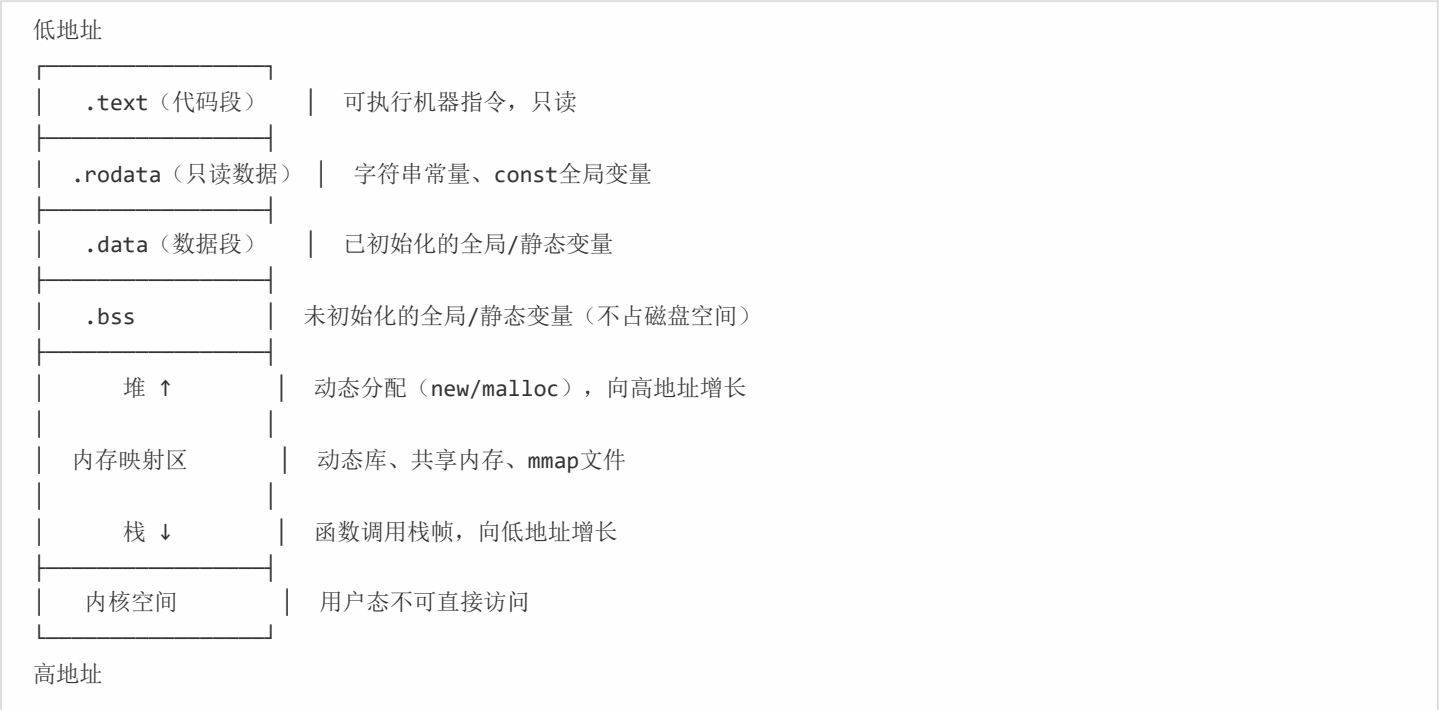 低地址
.text（代码段） 可执行机器指令，只读
.rodata（只读数据） 字符串常量、const全局变量
.data（数据段） 已初始化的全局/静态变量
.bss 未初始化的全局/静态变量（不占磁盘空间）
堆 ↑ 动态分配（new/malloc），向高地址增长
内存映射区 动态库、共享内存、mmap文件
栈 ↓ 函数调用栈帧，向低地址增长
内核空间 用户态不可直接访问
高地址